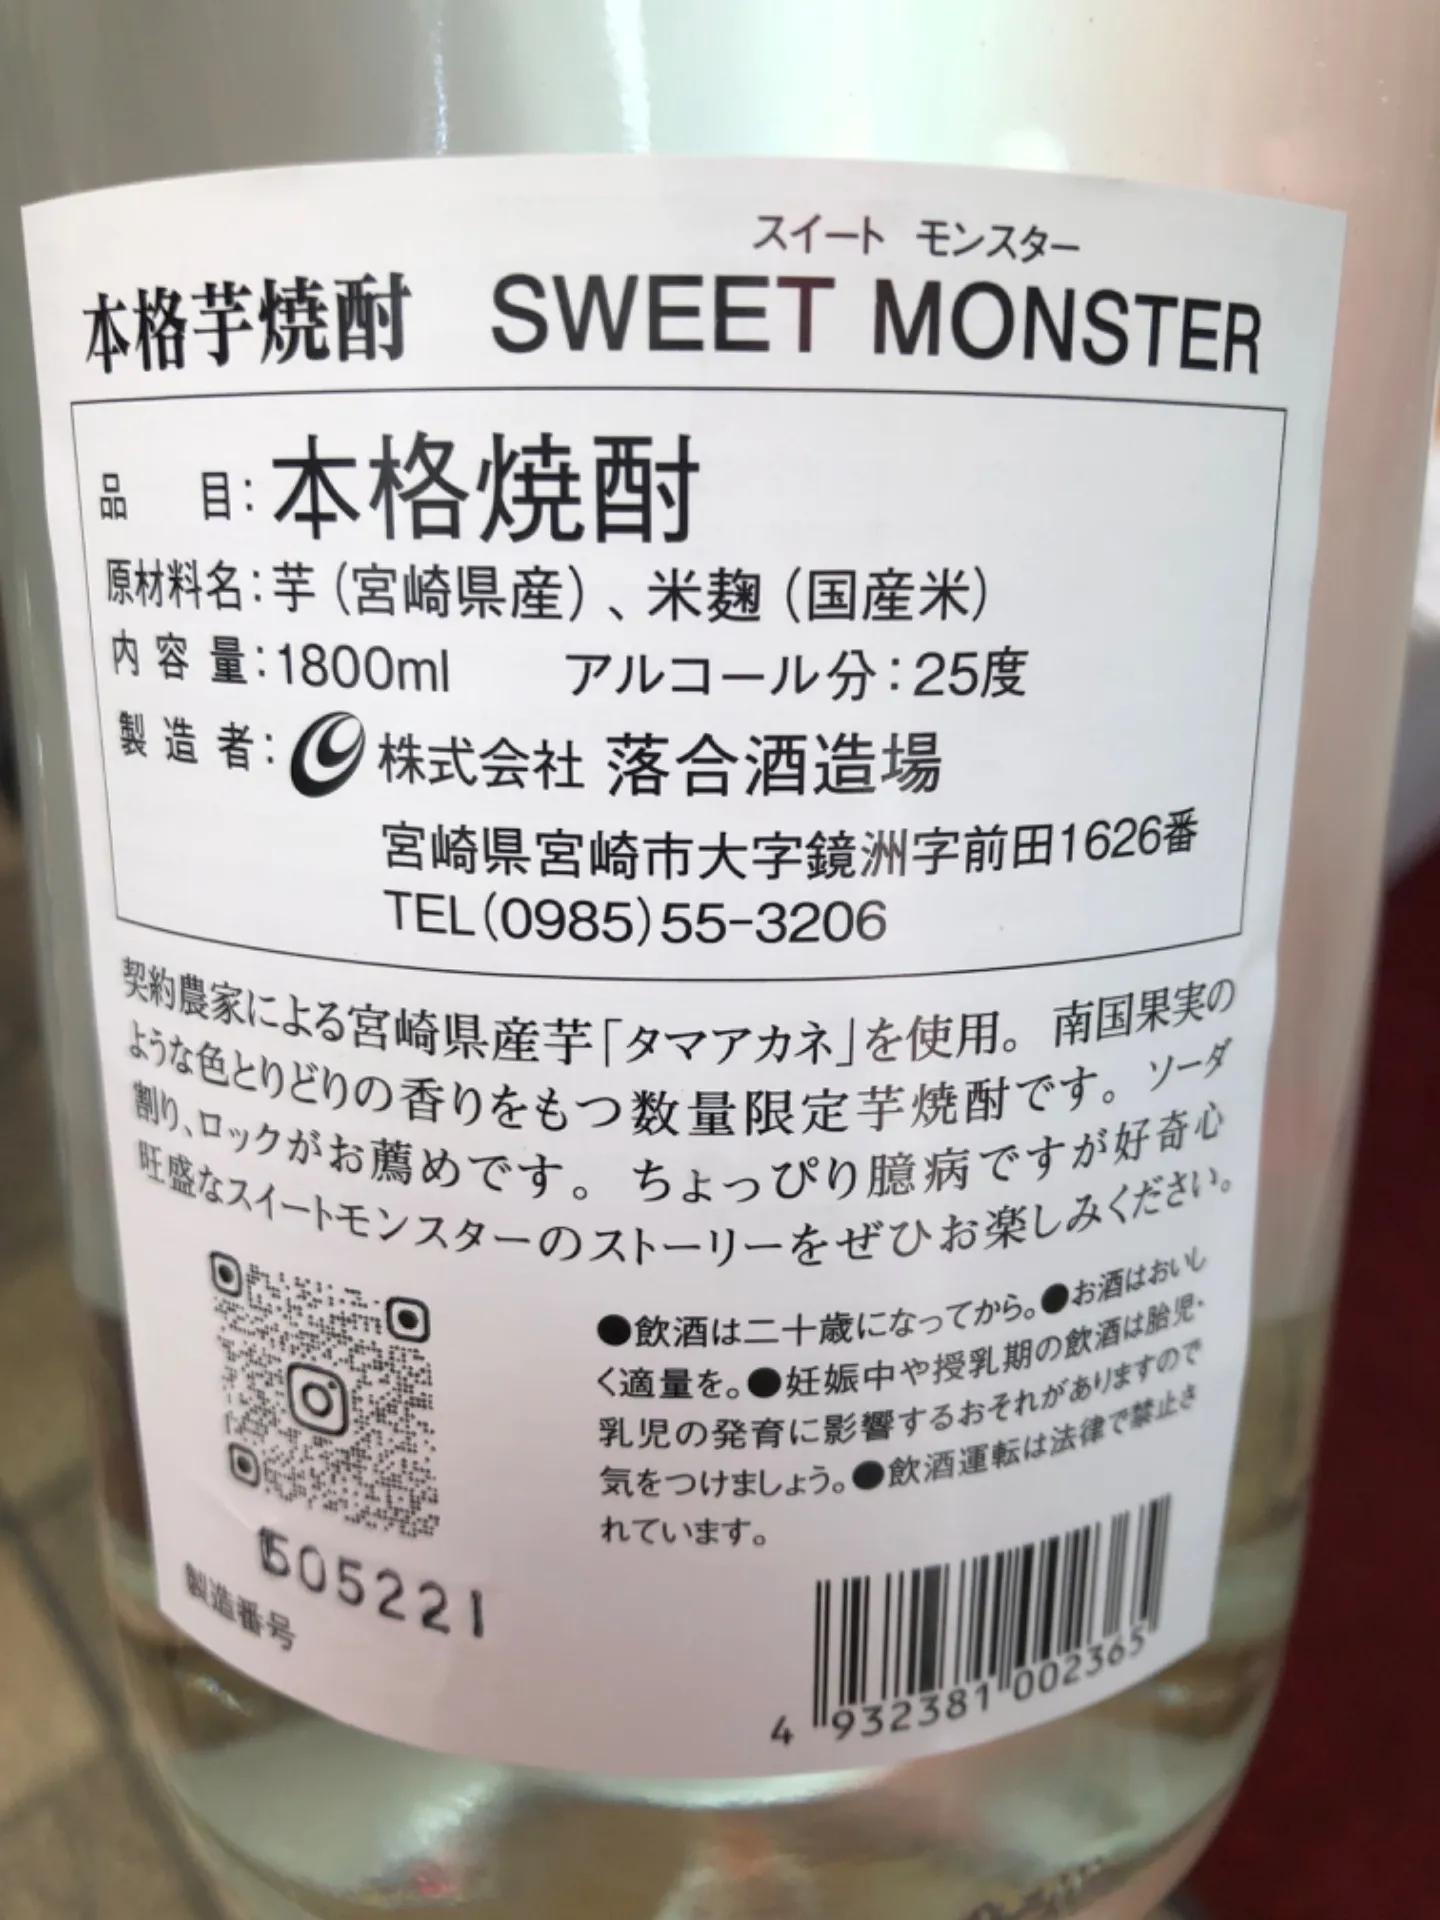 スイート モンスター
本格芋焼酎 SWEET MONSTER
品目:本格焼酎
原材料名:芋(宮崎県産)、米麹(国産米)
内容量:1800ml アルコール分:25度
製造者:株式会社 落合酒造場
宮崎県宮崎市大字鏡洲字前田1626番
TEL(0985)55-3206
契約農家による宮崎県産芋「タマアカネ」を使用。南国果実の
ような色とりどりの香りをもつ数量限定芋焼酎です。ソーダ
割り、ロックがお薦めです。ちょっぴり臆病ですが好奇心
旺盛なスイートモンスターのストーリーをぜひお楽しみください。
●飲酒は二十歳になってから。●お酒はおいし
く適量を。●妊娠中や授乳期の飲酒は胎児・
乳児の発育に影響するおそれがありますので
気をつけましょう。●飲酒運転は法律で禁止さ
れています。
505221
製造番号
4 932381 002365